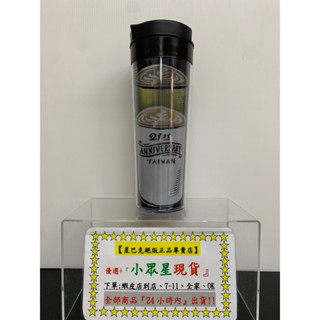 21st
ANNIVERSARY
TAIWAN
【星巴克絕版正品專賣店】
優選+『小眾星現貨』
下單:蝦皮店到店、7-11、全家、OK
全部商品『24小時內』出貨!!